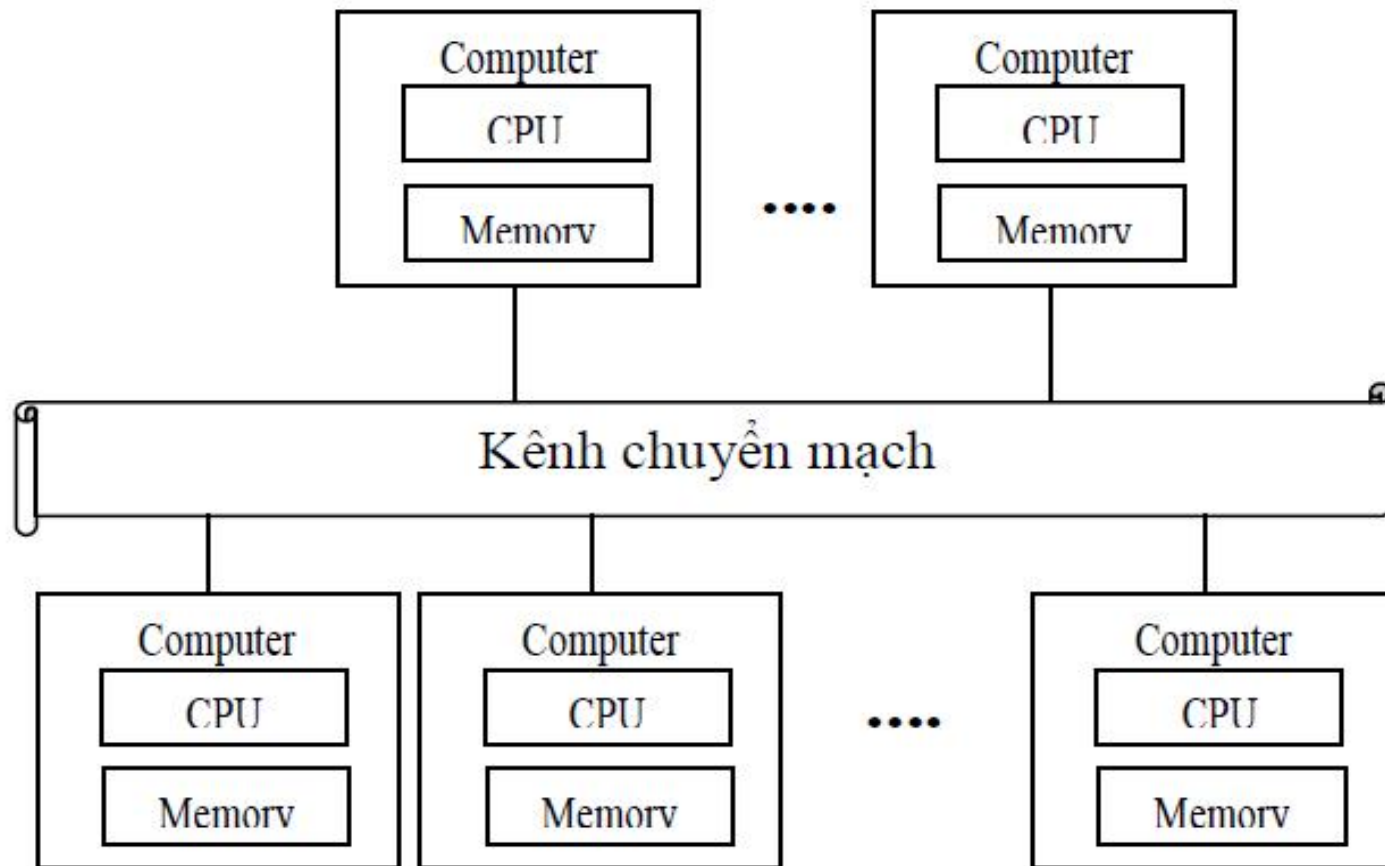 Computer
CPU
Memory
Computer
CPU
Memory
....
Kênh chuyển mạch
Computer
CPU
Memory
Computer
CPU
Memory
....
Computer
CPU
Memory